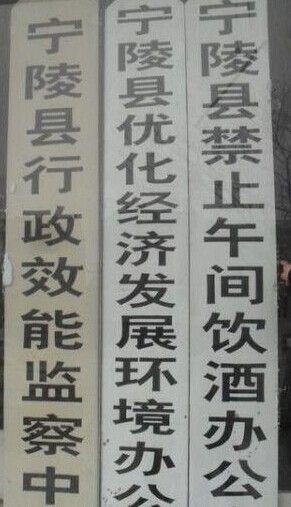 宁陵县行政效能监察中
宁陵县优化经济发展环境办公
宁陵县禁止午间饮酒办公